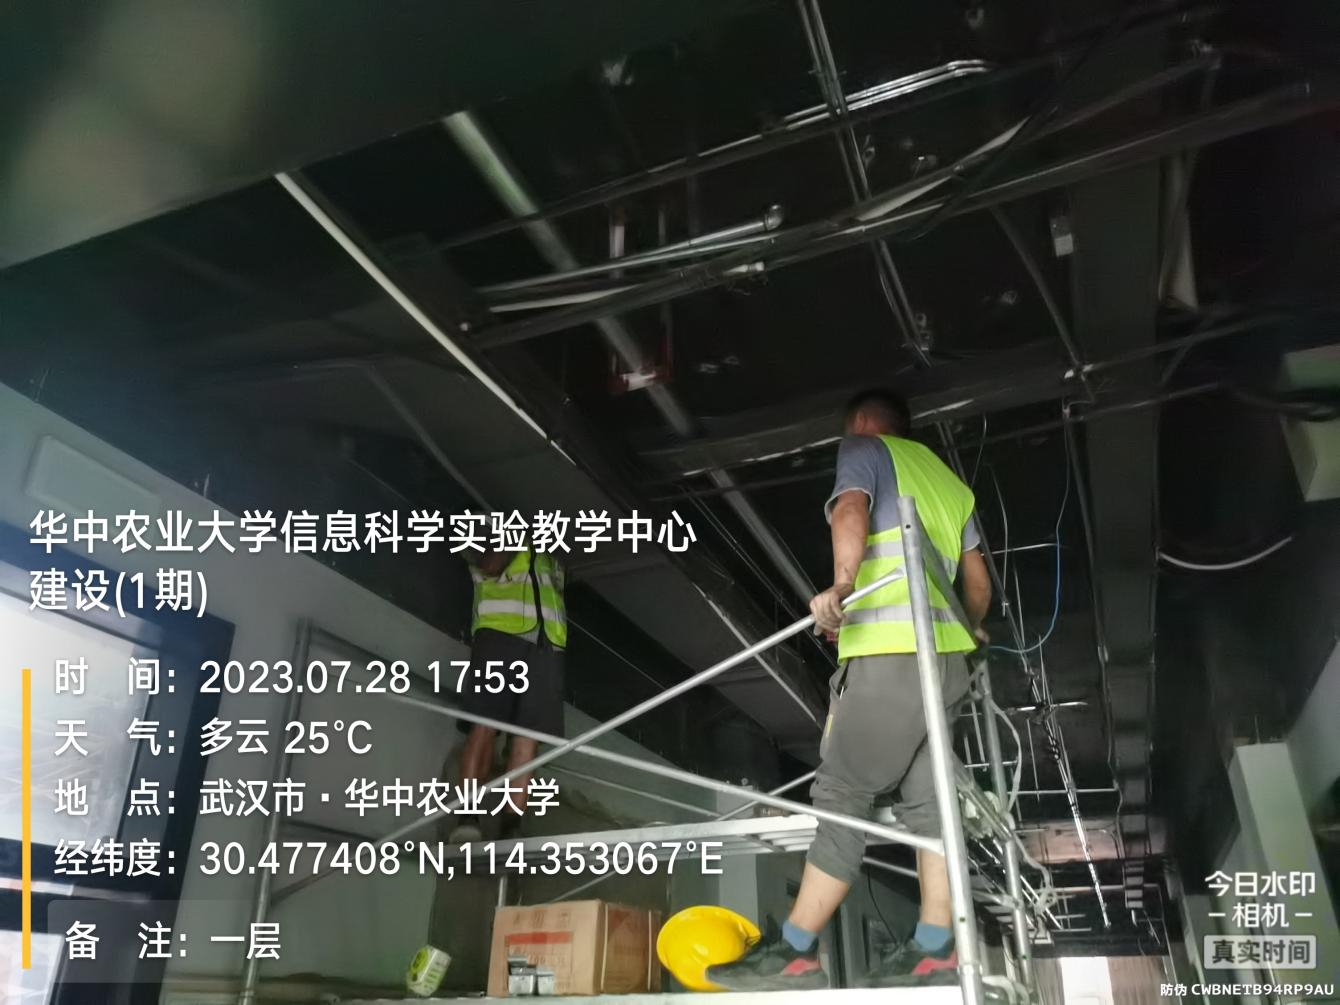 华中农业大学信息科学实验教学中心
建设(1期)
时 间：2023.07.28 17:53
天 气：多云 25℃
地 点：武汉市·华中农业大学
经纬度：30.477408°N,114.353067°E
备 注：一层
今日水印
-相机-
真实时间
防伪 CWBNETB94RP9AU